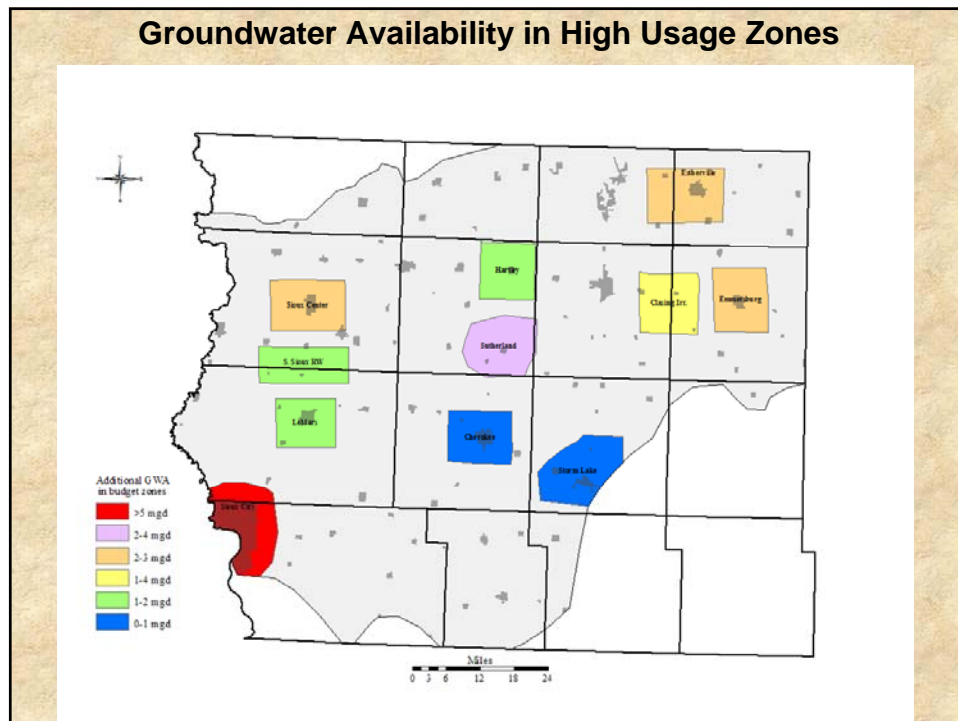 Groundwater Availability in High Usage Zones
Estherville
Hartley
Sioux Center
Clasing Irr.
Emmetsburg
Sutherland
S. Sioux RW
LeMars
Cherokee
Storm Lake
Sioux City
Additional GWA
in budget zones
>5 mgd
2-4 mgd
2-3 mgd
1-4 mgd
1-2 mgd
0-1 mgd
Miles
0 3 6 12 18 24